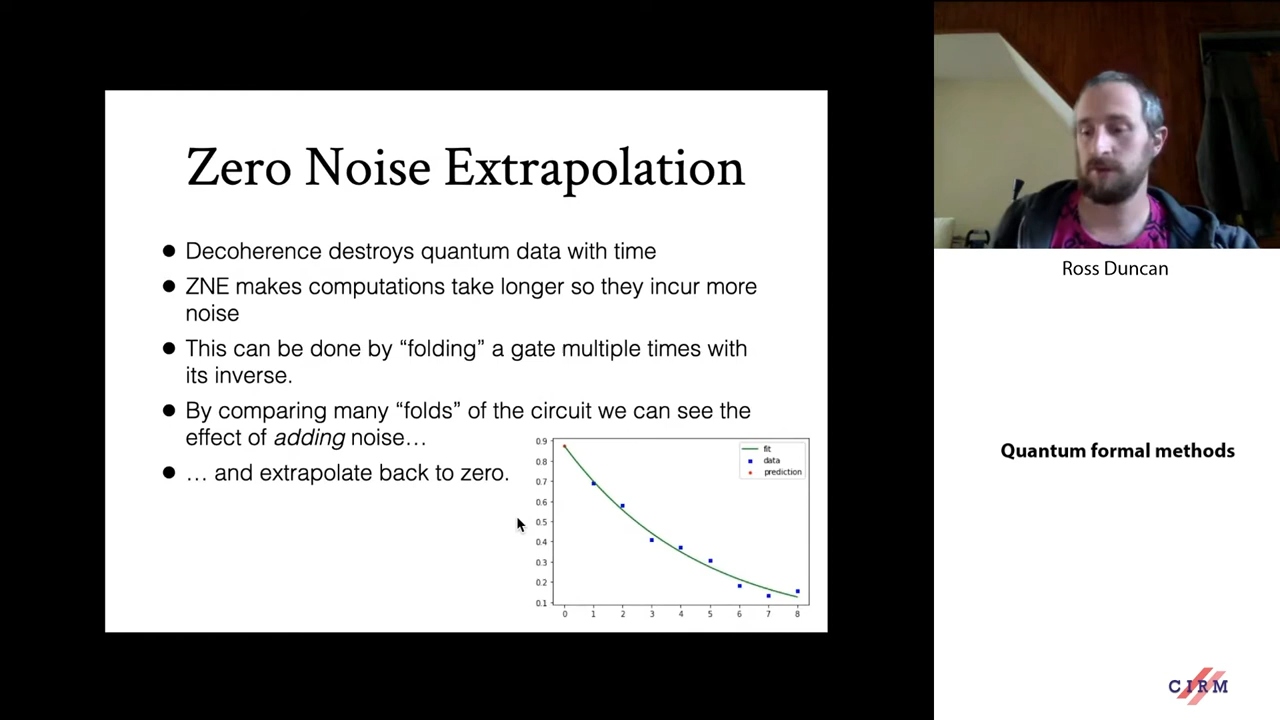 Zero Noise Extrapolation
● Decoherence destroys quantum data with time
● ZNE makes computations take longer so they incur more
noise
● This can be done by “folding” a gate multiple times with
its inverse.
● By comparing many “folds” of the circuit we can see the
effect of adding noise…
● … and extrapolate back to zero.
0.9
0.8
0.7
0.6
0.5
0.4
0.3
0.2
0.1
0 1 2 3 4 5 6 7 8
fit
data
prediction
Ross Duncan
Quantum formal methods
CIRM